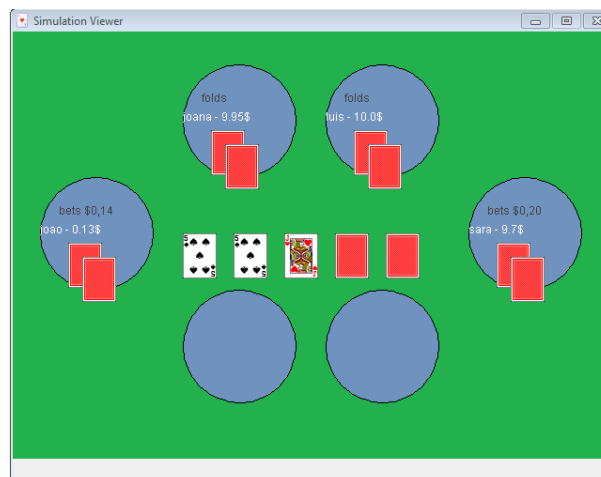 Simulation Viewer
folds
folds
joana - 9.95$
luis - 10.0$
bets $0,14
bets $0,20
joao - 0.13$
sara - 9.7$